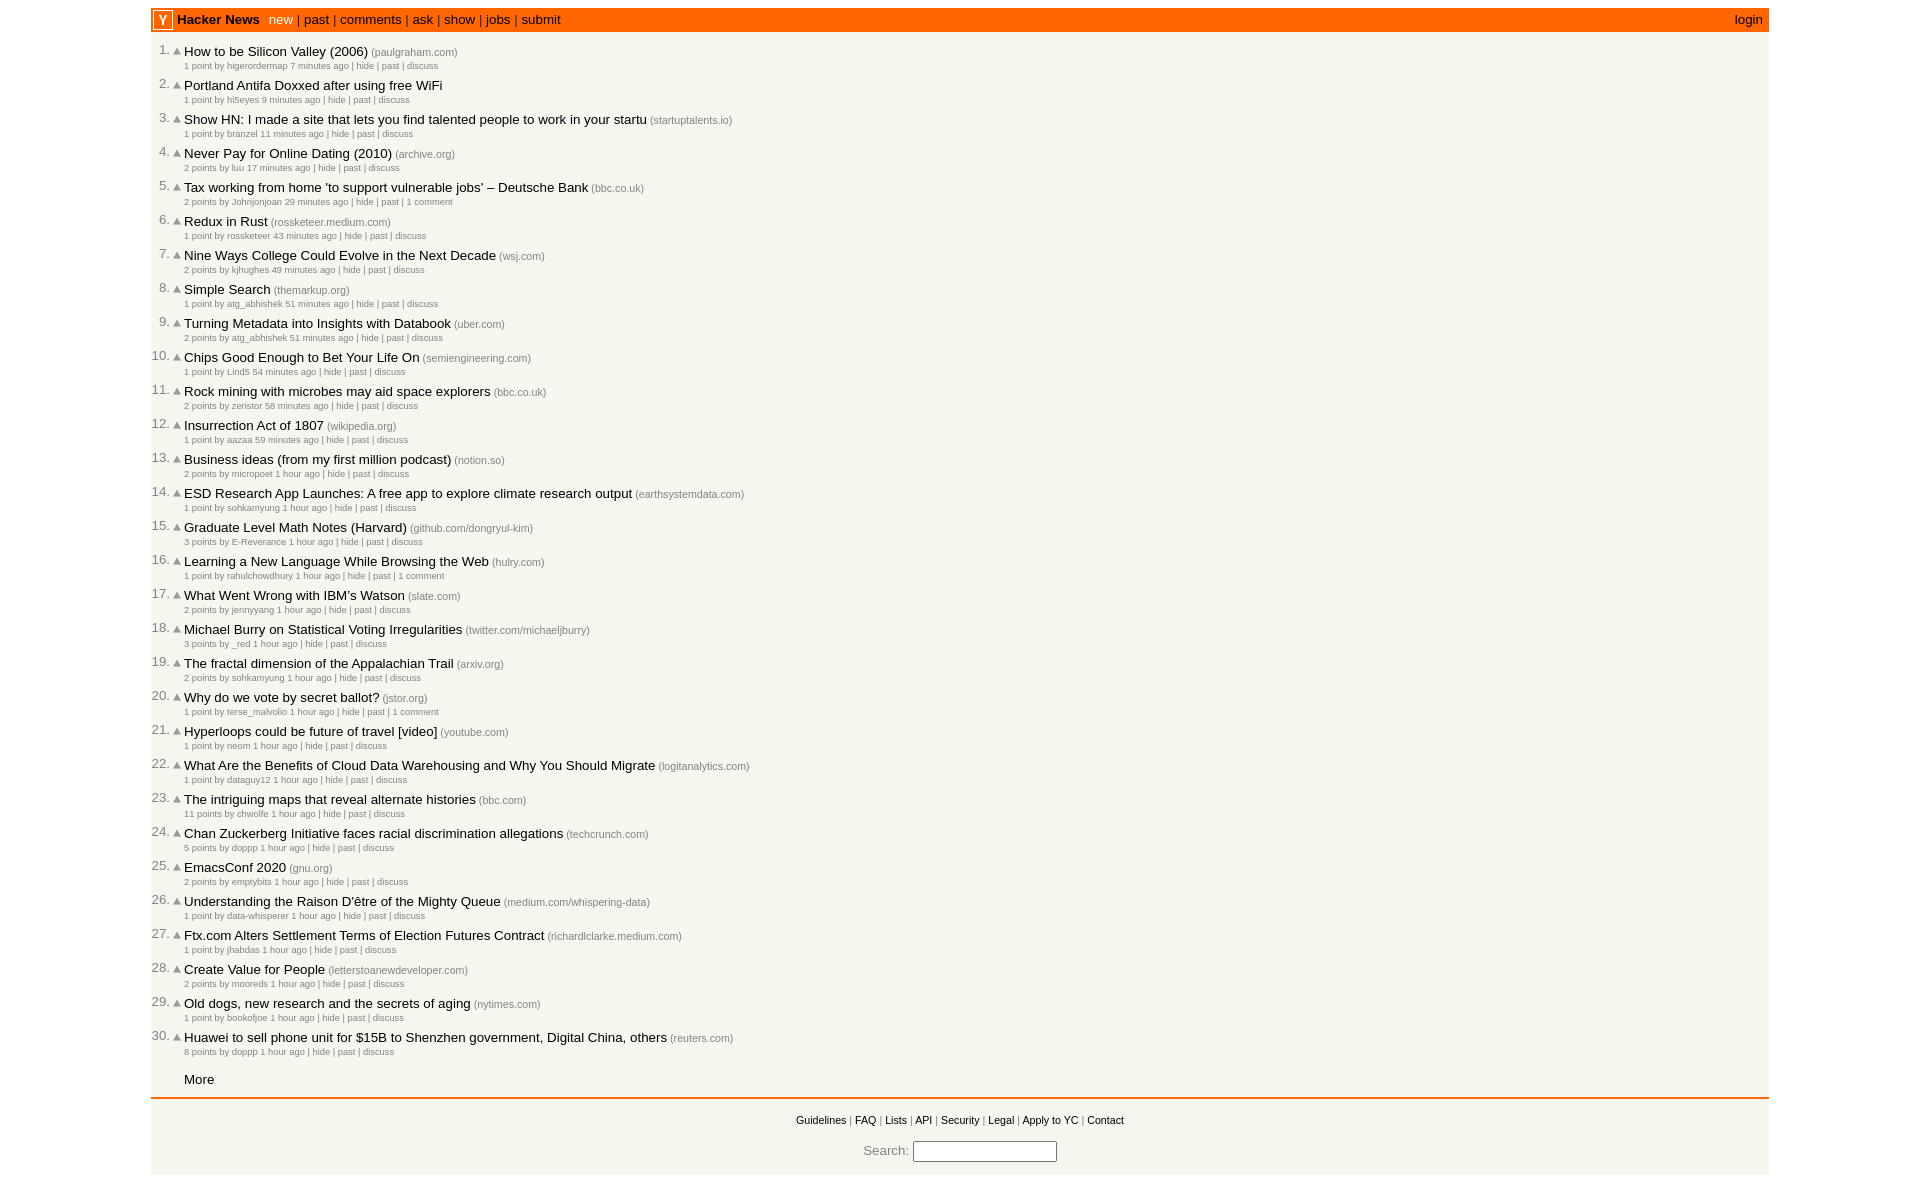 Y Hacker News new | past | comments | ask | show | jobs | submit login
1. How to be Silicon Valley (2006) (paulgraham.com)
1 point by higerordermap 7 minutes ago | hide | past | discuss
2. Portland Antifa Doxxed after using free WiFi
1 point by hi5eyes 9 minutes ago | hide | past | discuss
3. Show HN: I made a site that lets you find talented people to work in your startu (startuptalents.io)
1 point by branzel 11 minutes ago | hide | past | discuss
4. Never Pay for Online Dating (2010) (archive.org)
2 points by luu 17 minutes ago | hide | past | discuss
5. Tax working from home 'to support vulnerable jobs' – Deutsche Bank (bbc.co.uk)
2 points by Johnjonjoan 29 minutes ago | hide | past | 1 comment
6. Redux in Rust (rossketeer.medium.com)
1 point by rossketeer 43 minutes ago | hide | past | discuss
7. Nine Ways College Could Evolve in the Next Decade (wsj.com)
2 points by kjhughes 49 minutes ago | hide | past | discuss
8. Simple Search (themarkup.org)
1 point by atg_abhishek 51 minutes ago | hide | past | discuss
9. Turning Metadata into Insights with Databook (uber.com)
2 points by atg_abhishek 51 minutes ago | hide | past | discuss
10. Chips Good Enough to Bet Your Life On (semiengineering.com)
1 point by Lind5 54 minutes ago | hide | past | discuss
11. Rock mining with microbes may aid space explorers (bbc.co.uk)
2 points by zeristor 58 minutes ago | hide | past | discuss
12. Insurrection Act of 1807 (wikipedia.org)
1 point by aazaa 59 minutes ago | hide | past | discuss
13. Business ideas (from my first million podcast) (notion.so)
2 points by micropoet 1 hour ago | hide | past | discuss
14. ESD Research App Launches: A free app to explore climate research output (earthsystemdata.com)
1 point by sohkamyung 1 hour ago | hide | past | discuss
15. Graduate Level Math Notes (Harvard) (github.com/dongryul-kim)
3 points by E-Reverance 1 hour ago | hide | past | discuss
16. Learning a New Language While Browsing the Web (hulry.com)
1 point by rahulchowdhury 1 hour ago | hide | past | 1 comment
17. What Went Wrong with IBM’s Watson (slate.com)
2 points by jennyyang 1 hour ago | hide | past | discuss
18. Michael Burry on Statistical Voting Irregularities (twitter.com/michaeljburry)
3 points by _red 1 hour ago | hide | past | discuss
19. The fractal dimension of the Appalachian Trail (arxiv.org)
2 points by sohkamyung 1 hour ago | hide | past | discuss
20. Why do we vote by secret ballot? (jstor.org)
1 point by terse_malvolio 1 hour ago | hide | past | 1 comment
21. Hyperloops could be future of travel [video] (youtube.com)
1 point by neom 1 hour ago | hide | past | discuss
22. What Are the Benefits of Cloud Data Warehousing and Why You Should Migrate (logitanalytics.com)
1 point by dataguy12 1 hour ago | hide | past | discuss
23. The intriguing maps that reveal alternate histories (bbc.com)
11 points by chwolfe 1 hour ago | hide | past | discuss
24. Chan Zuckerberg Initiative faces racial discrimination allegations (techcrunch.com)
5 points by doppp 1 hour ago | hide | past | discuss
25. EmacsConf 2020 (gnu.org)
2 points by emptybits 1 hour ago | hide | past | discuss
26. Understanding the Raison D'être of the Mighty Queue (medium.com/whispering-data)
1 point by data-whisperer 1 hour ago | hide | past | discuss
27. Ftx.com Alters Settlement Terms of Election Futures Contract (richardlclarke.medium.com)
1 point by jhabdas 1 hour ago | hide | past | discuss
28. Create Value for People (letterstoanewdeveloper.com)
2 points by mooreds 1 hour ago | hide | past | discuss
29. Old dogs, new research and the secrets of aging (nytimes.com)
1 point by bookofjoe 1 hour ago | hide | past | discuss
30. Huawei to sell phone unit for $15B to Shenzhen government, Digital China, others (reuters.com)
8 points by doppp 1 hour ago | hide | past | discuss
More
Guidelines | FAQ | Lists | API | Security | Legal | Apply to YC | Contact
Search: